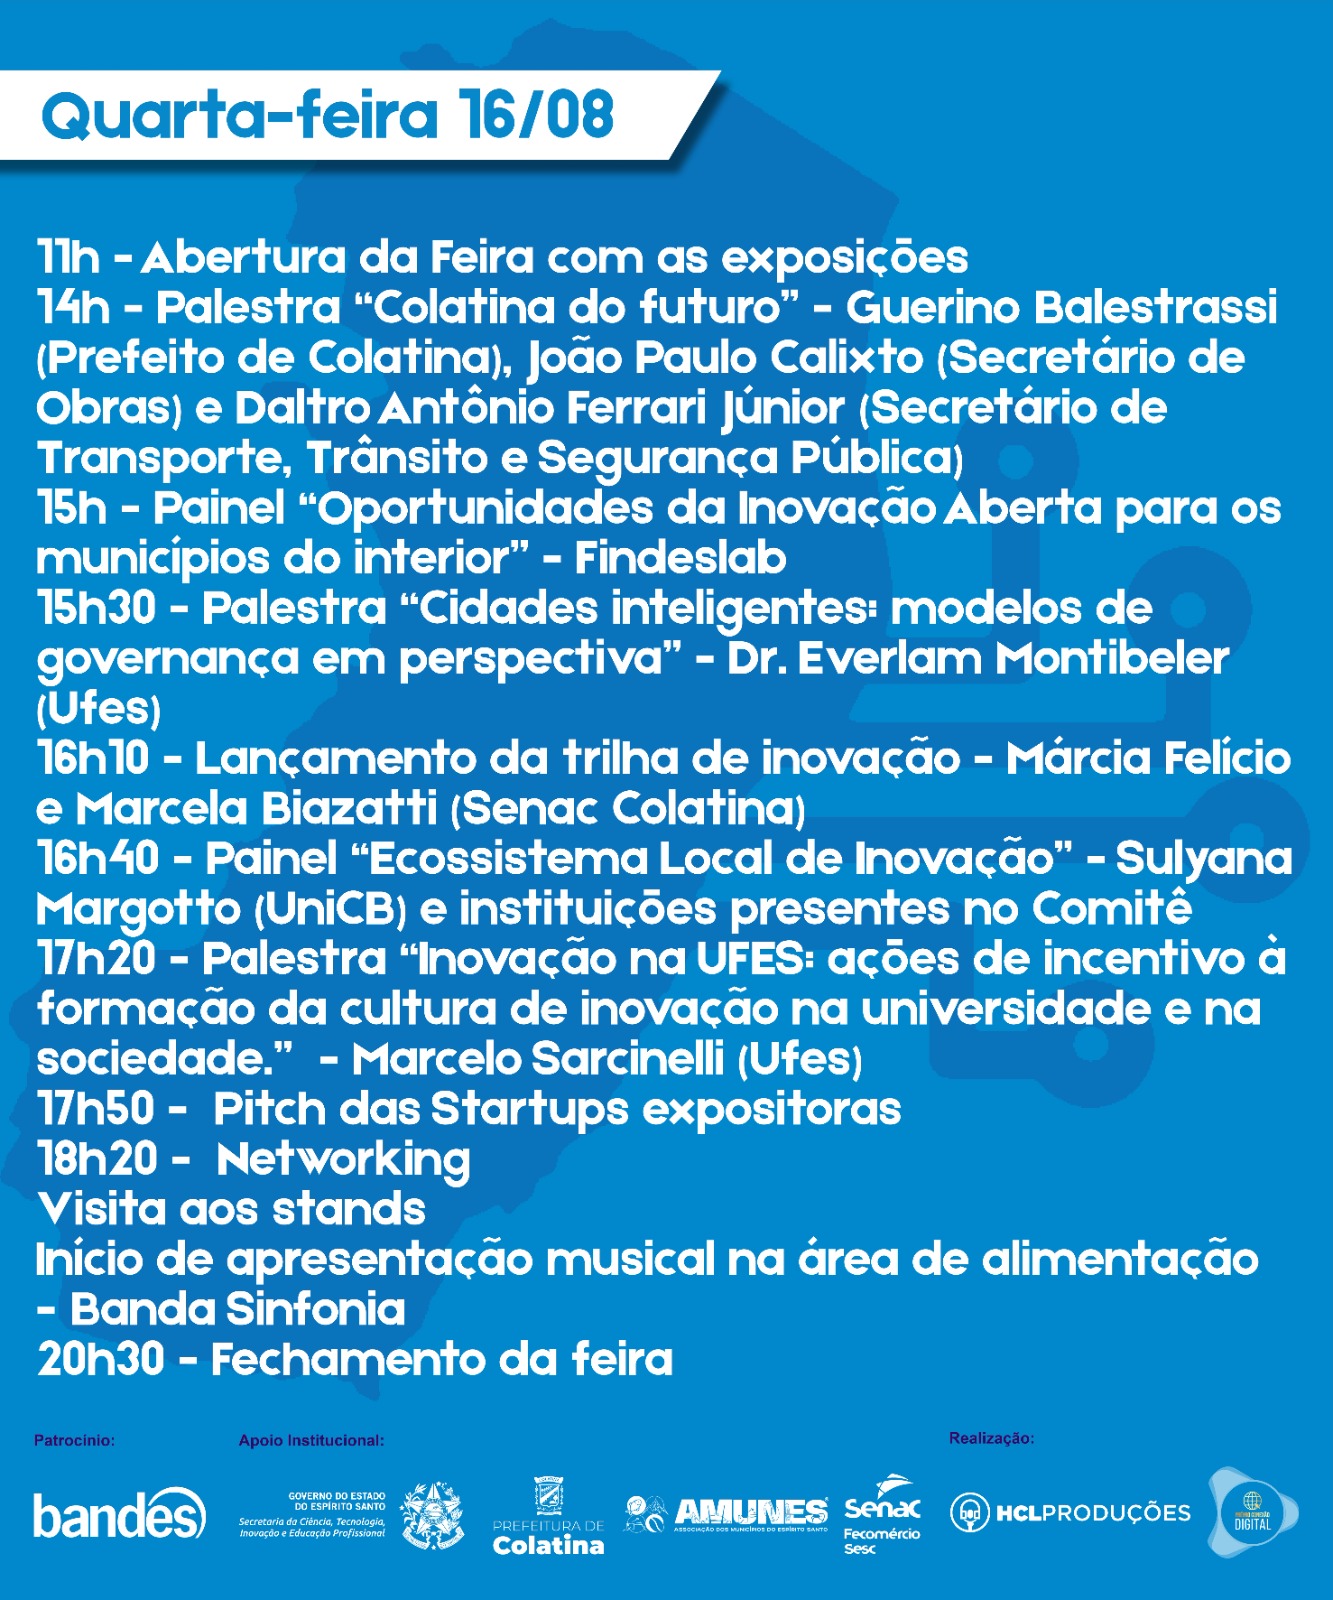 Quarta-feira 16/08
11h - Abertura da Feira com as exposições
14h - Palestra “Colatina do futuro” - Guerino Balestrassi
(Prefeito de Colatina), João Paulo Calixto (Secretário de
Obras) e Daltro Antônio Ferrari Júnior (Secretário de
Transporte, Trânsito e Segurança Pública)
15h - Painel “Oportunidades da Inovação Aberta para os
municípios do interior” - Findeslab
15h30 - Palestra “Cidades inteligentes: modelos de
governança em perspectiva” - Dr. Everlam Montibeler
(Ufes)
16h10 - Lançamento da trilha de inovação - Márcia Felício
e Marcela Biazatti (Senac Colatina)
16h40 - Painel “Ecossistema Local de Inovação” - Sulyana
Margotto (UniCB) e instituições presentes no Comitê
17h20 - Palestra “Inovação na UFES: ações de incentivo à
formação da cultura de inovação na universidade e na
sociedade.” - Marcelo Sarcinelli (Ufes)
17h50 - Pitch das Startups expositoras
18h20 - Networking
Visita aos stands
Início de apresentação musical na área de alimentação
- Banda Sinfonia
20h30 - Fechamento da feira
Patrocinio:
Apoio Institucional:
Realização:
bandes
GOVERNO DO ESTADO
DO ESPÍRITO SANTO
Secretaria da Ciência, Tecnologia,
Inovação e Educação Profissional
PREFEITURA DE
Colatina
AMUNES
ASSOCIAÇÃO DOS MUNICÍPIOS DO ESPÍRITO SANTO
Senac
Fecomércio
Sesc
HCLPRODUÇÕES
DIGITAL